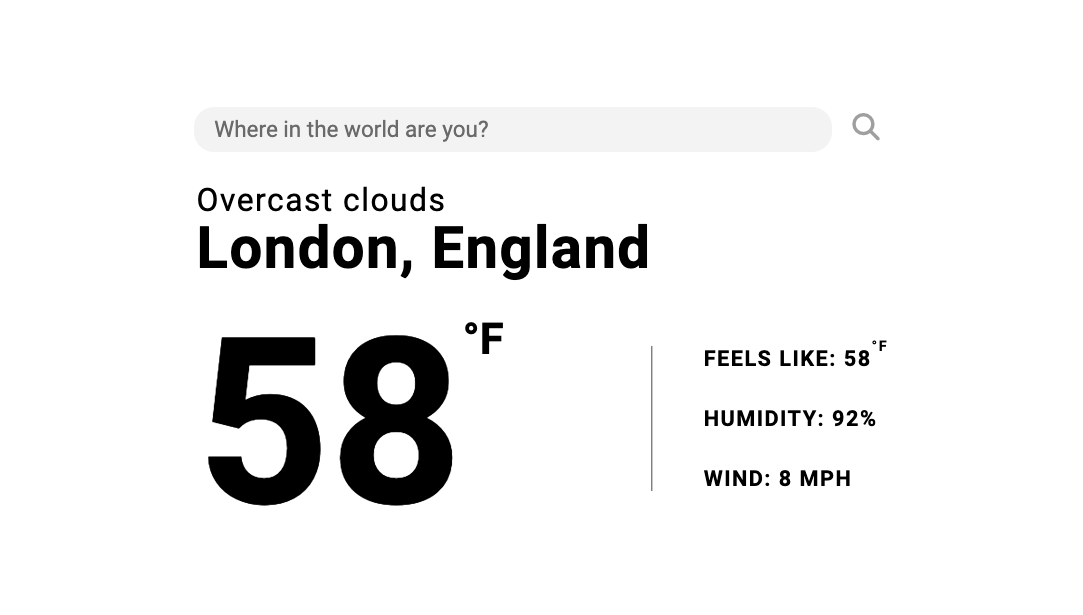 Where in the world are you?
Overcast clouds
London, England
58 °F
FEELS LIKE: 58 °F
HUMIDITY: 92%
WIND: 8 MPH